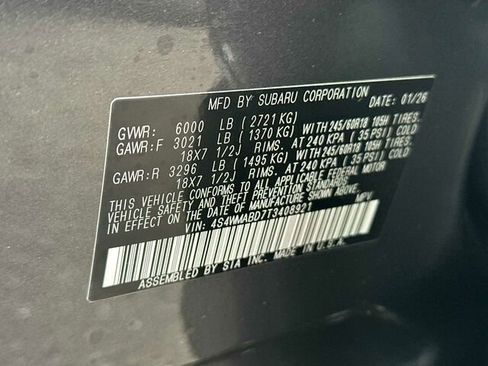 MFD BY SUBARU CORPORATION DATE: 01/26
GVWR: 6000 LB (2721 KG)
GAWR:F 3021 LB (1370 KG) WITH 245/60R18 105H TIRES.
18X7 1/2J RIMS. AT 240 KPA (35 PSI) COLD
GAWR:R 3296 LB (1495 KG) WITH 245/60R18 105H TIRES.
18X7 1/2J RIMS. AT 240 KPA (35 PSI) COLD
THIS VEHICLE CONFORMS TO ALL APPLICABLE FEDERAL MOTOR
VEHICLE SAFETY STANDARDS
IN EFFECT ON THE DATE OF MANUFACTURE SHOWN ABOVE.
VIN: 4S4WMABD7T3408921 MPV
ASSEMBLED BY SIA INC. MADE IN U.S.A.